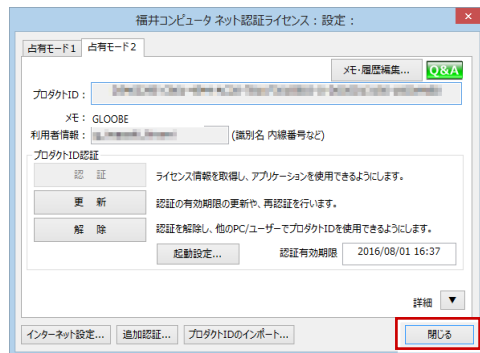 福井コンピュータ ネット認証ライセンス：設定：
占有モード1 占有モード2
メモ・履歴編集... Q&A
プロダクトID：
メモ： GLOOBE
利用者情報： (識別名 内線番号など)
プロダクトID認証
認 証 ライセンス情報を取得し、アプリケーションを使用できるようにします。
更 新 認証の有効期限の更新や、再認証を行います。
解 除 認証を解除し、他のPC/ユーザーでプロダクトIDを使用できるようにします。
起動設定... 認証有効期限 2016/08/01 16:37
詳細 ▼
インターネット設定... 追加認証... プロダクトIDのインポート... 閉じる